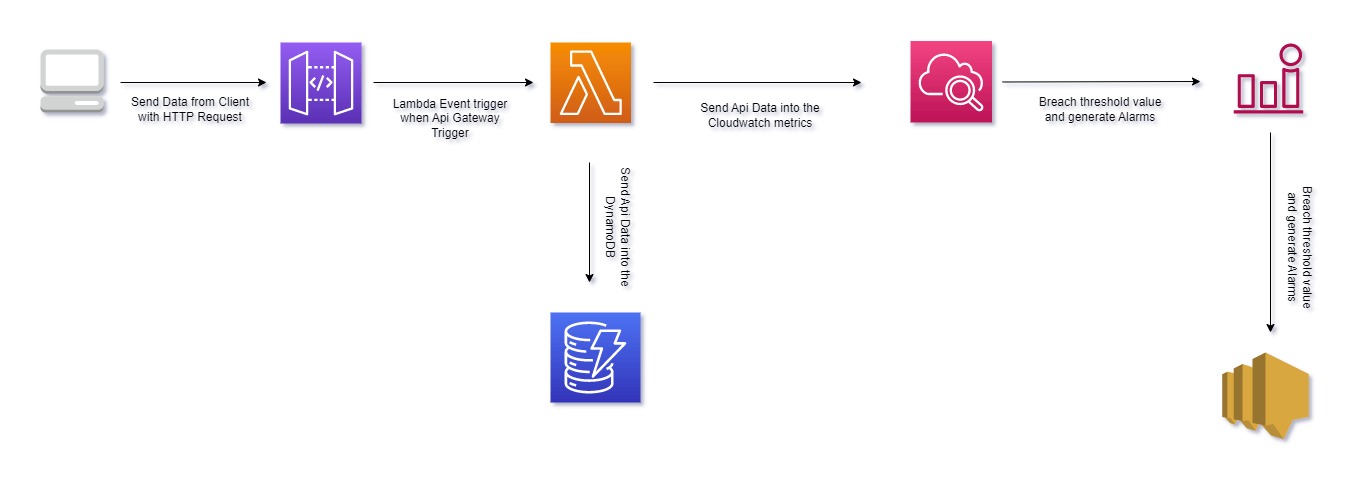 Send Data from Client
with HTTP Request
Lambda Event trigger
when Api Gateway
Trigger
Send Api Data into the
Cloudwatch metrics
Breach threshold value
and generate Alarms
Send Api Data into the
DynamoDB
Breach threshold value
and generate Alarms